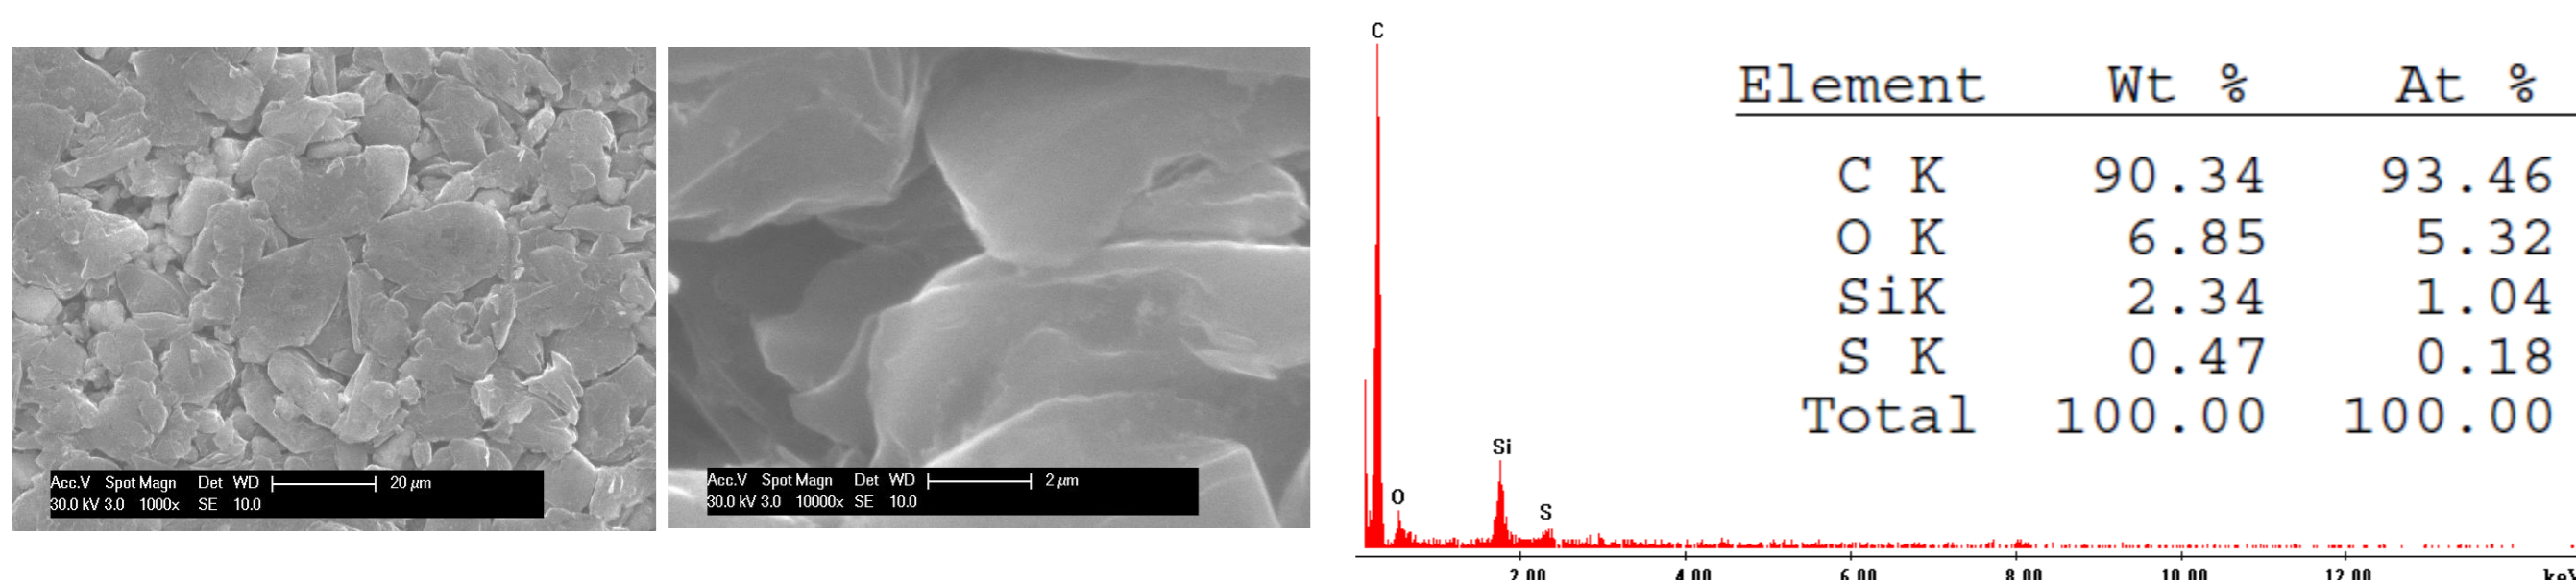 Acc.V Spot Magn Det WD 20 µm
30.0 kV 3.0 1000x SE 10.0
Acc.V Spot Magn Det WD 2 µm
30.0 kV 3.0 10000x SE 10.0
C
O
Si
S
2.00 4.00 6.00 8.00 10.00 12.00 keV
Element Wt % At %
C K 90.34 93.46
O K 6.85 5.32
SiK 2.34 1.04
S K 0.47 0.18
Total 100.00 100.00